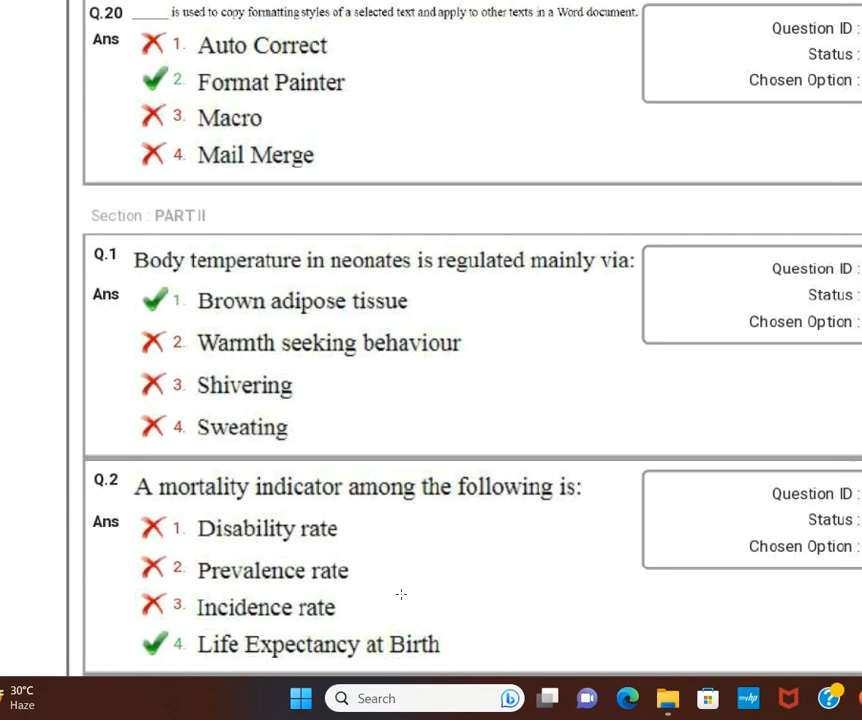 Q.20 _____ is used to copy formatting styles of a selected text and apply to other texts in a Word document.
Ans 1. Auto Correct
2. Format Painter
3. Macro
4. Mail Merge
Question ID :
Status :
Chosen Option :
Section : PART II
Q.1 Body temperature in neonates is regulated mainly via:
Ans 1. Brown adipose tissue
2. Warmth seeking behaviour
3. Shivering
4. Sweating
Question ID :
Status :
Chosen Option :
Q.2 A mortality indicator among the following is:
Ans 1. Disability rate
2. Prevalence rate
3. Incidence rate
4. Life Expectancy at Birth
Question ID :
Status :
Chosen Option :
30°C
Haze
Search
myhp